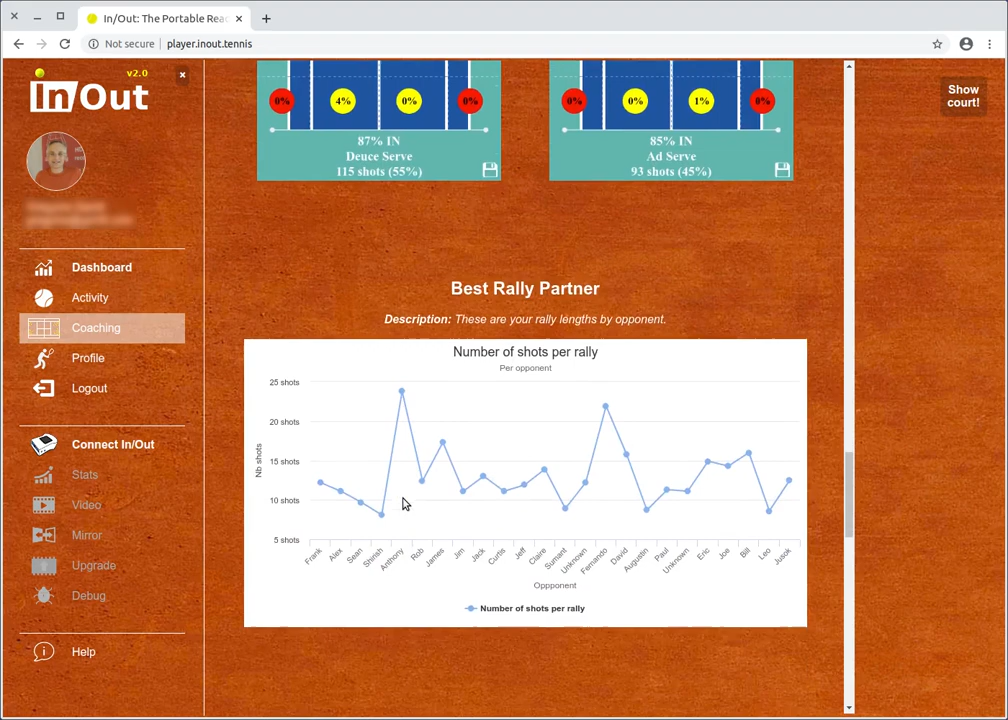 In/Out: The Portable Rea
Not secure
player.inout.tennis
v2.0
In/Out
Show
court!
Dashboard
Activity
Coaching
Profile
Logout
Connect In/Out
Stats
Video
Mirror
Upgrade
Debug
Help
0% 4% 0% 0%
87% IN
Deuce Serve
115 shots (55%)
0% 0% 1% 0%
85% IN
Ad Serve
93 shots (45%)
Best Rally Partner
Description: These are your rally lengths by opponent.
Number of shots per rally
Per opponent
25 shots
20 shots
15 shots
10 shots
5 shots
Nb shots
Frank Alex Sean Shirish Anthony Rob James Jim Jack Curtis Jeff Claire Sumant Unknown Fernando David Augustin Paul Unknown Eric Joe Bill Leo Jusok
Oppponent
Number of shots per rally